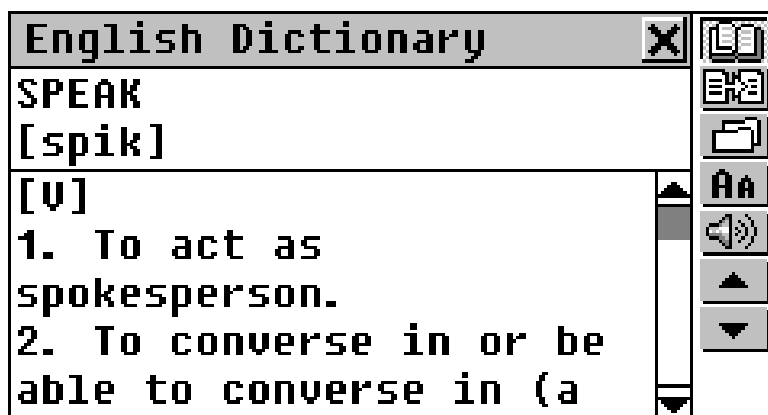 English Dictionary
SPEAK
[spik]
[V]
1. To act as
spokesperson.
2. To converse in or be
able to converse in (a
AA